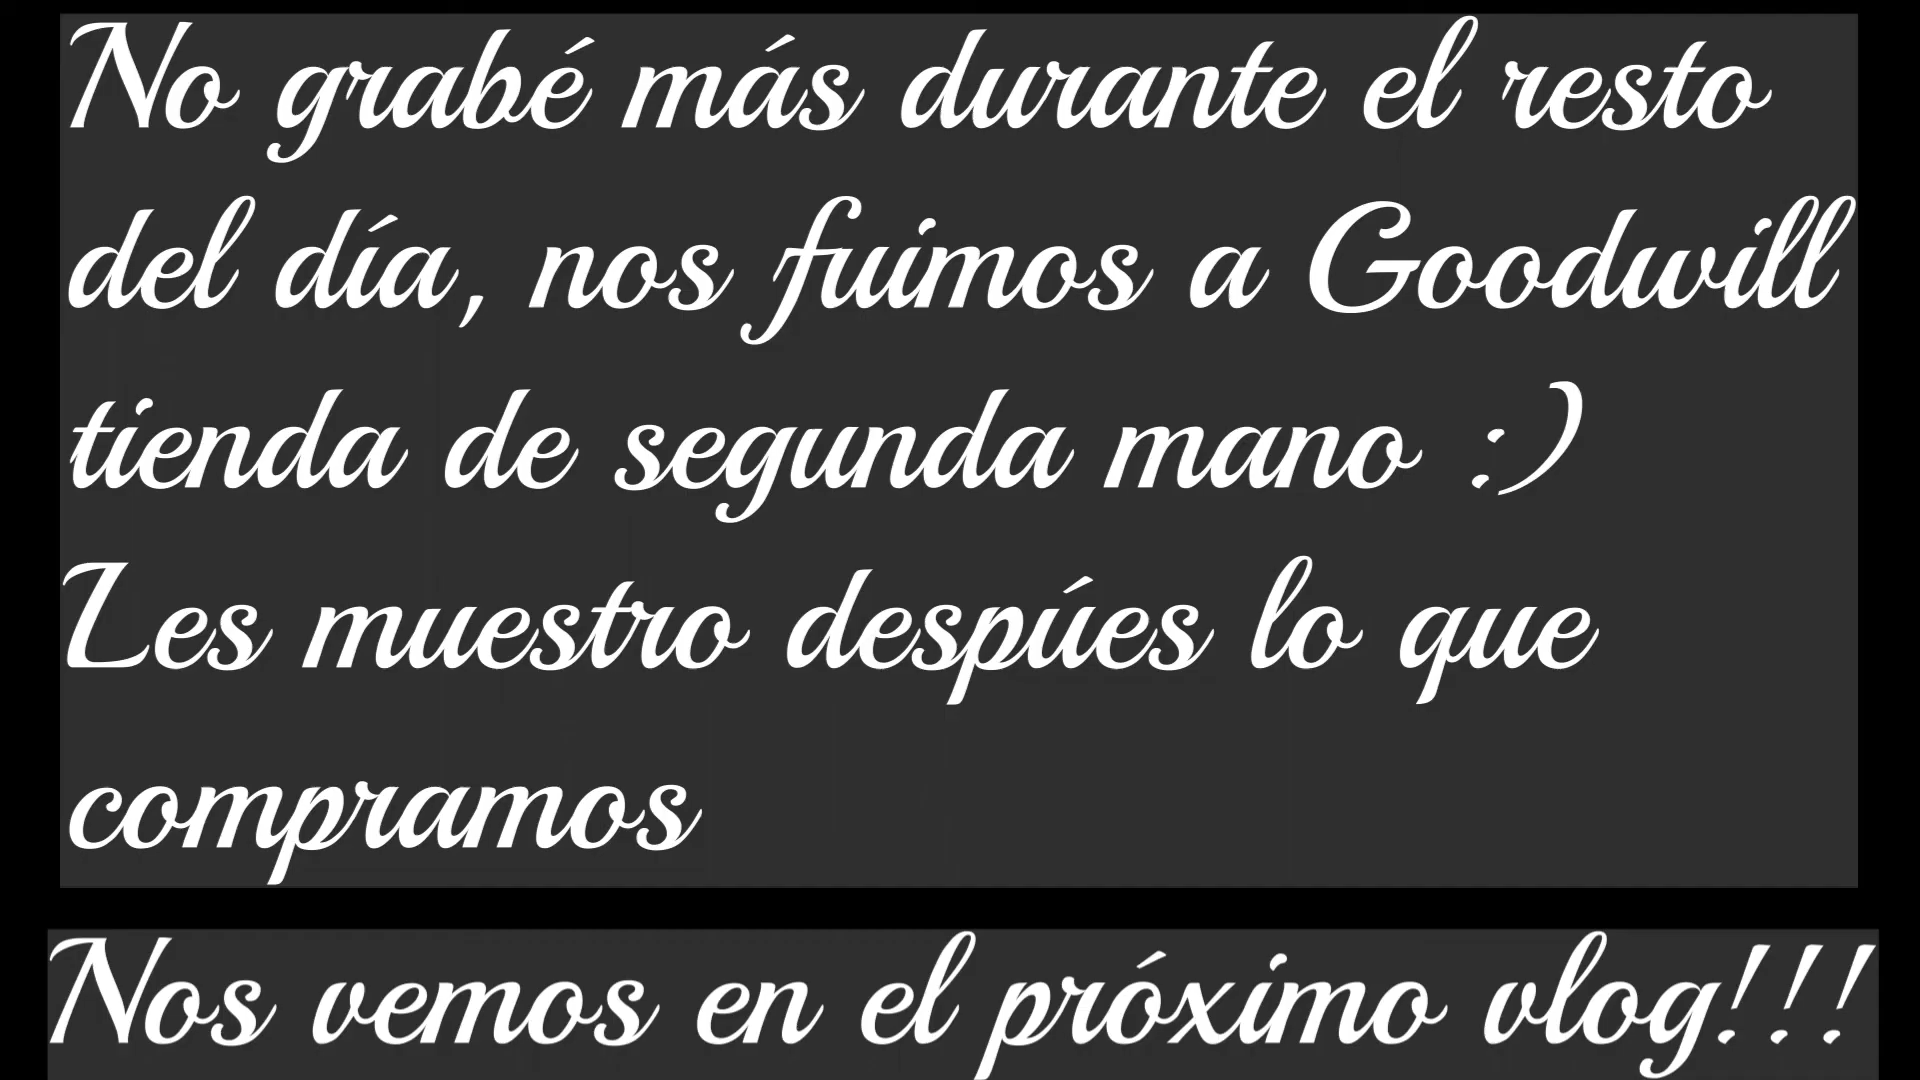 No grabé más durante el resto
del día, nos fuimos a Goodwill
tienda de segunda mano :)
Les muestro despúes lo que
compramos
Nos vemos en el próximo vlog!!!